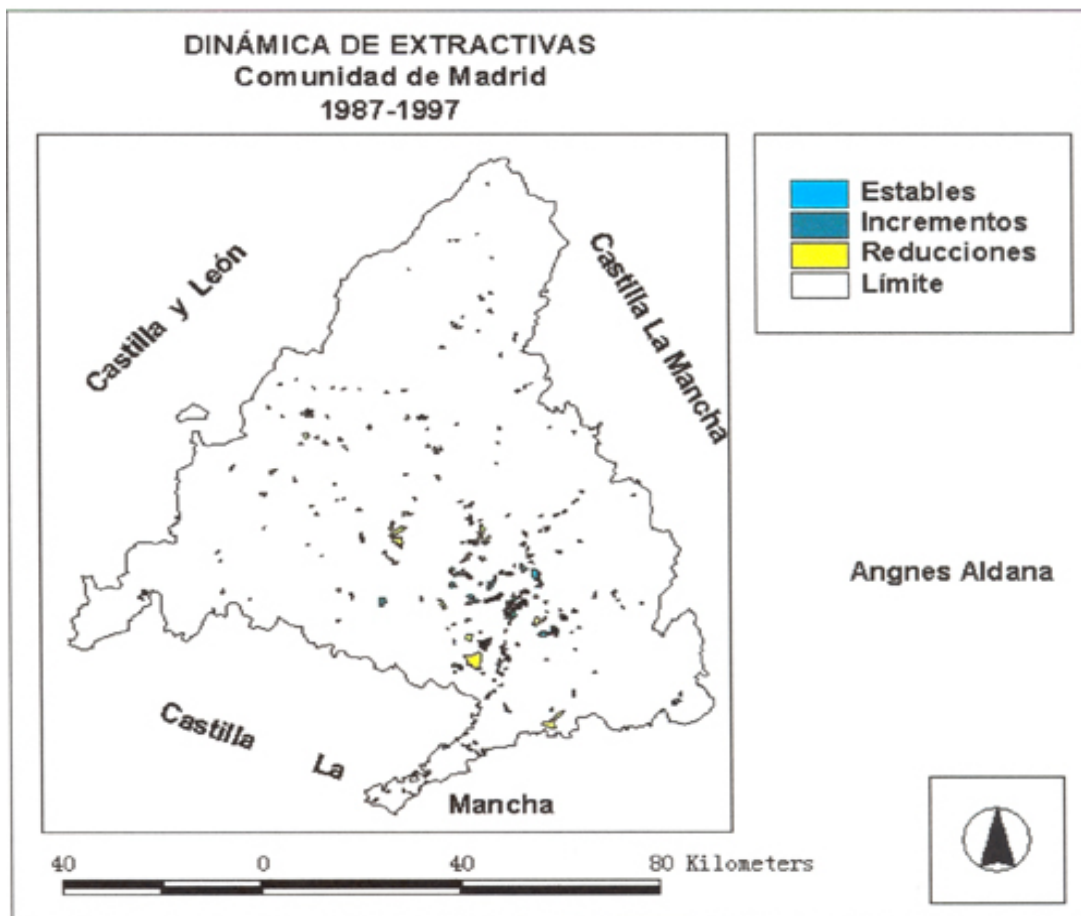 DINÁMICA DE EXTRACTIVAS
Comunidad de Madrid
1987-1997
Estables
Incrementos
Reducciones
Límite
Castilla y León
Castilla La Mancha
Angnes Aldana
Castilla La
Mancha
40 0 40 80 Kilometers